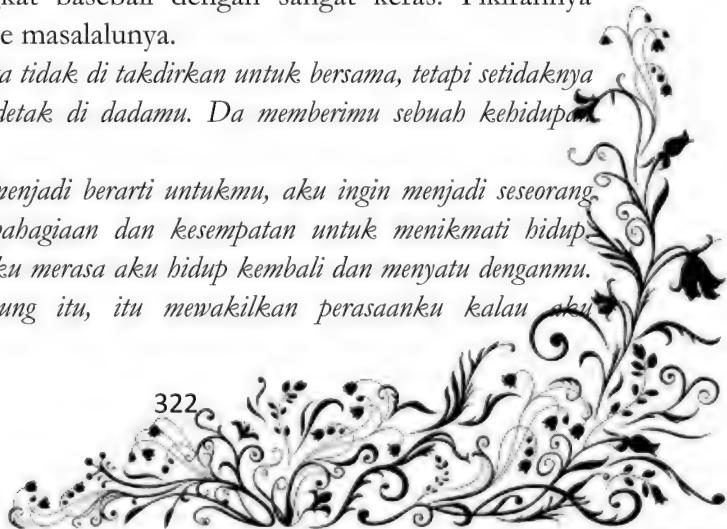 kat baseball dengan sangat keras. Pikirannya
e masalalunya.
a tidak di takdirkan untuk bersama, tetapi setidaknya
detak di dadamu. Da memberimu sebuah kehidupan
menjadi berarti untukmu, aku ingin menjadi seseorang
bahagiaan dan kesempatan untuk menikmati hidup
ku merasa aku hidup kembali dan menyatu denganmu.
ung itu, itu mewakilkan perasaanku kalau aku
322